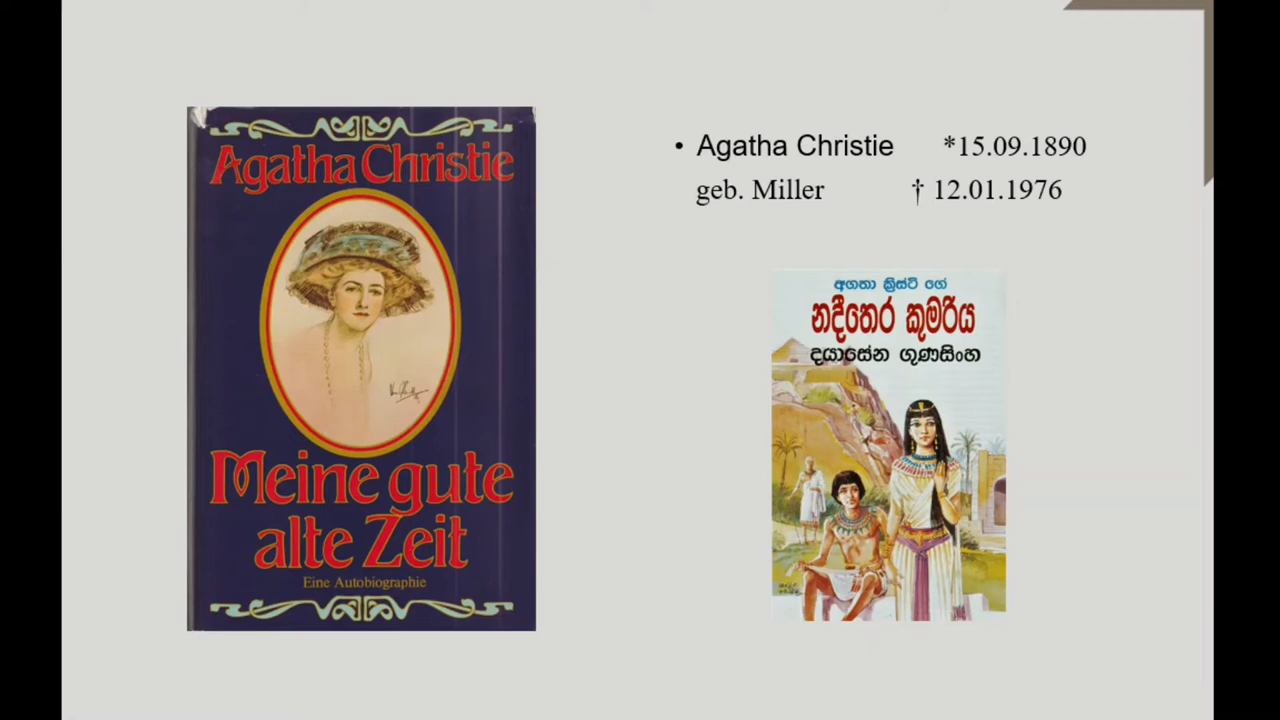 Agatha Christie
Meine gute
alte Zeit
Eine Autobiographie
• Agatha Christie *15.09.1890
geb. Miller † 12.01.1976
අගතා ක්‍රිස්ටි ගේ
නදීතෙර කුමරිය
දයාසේන ගුණසිංහ